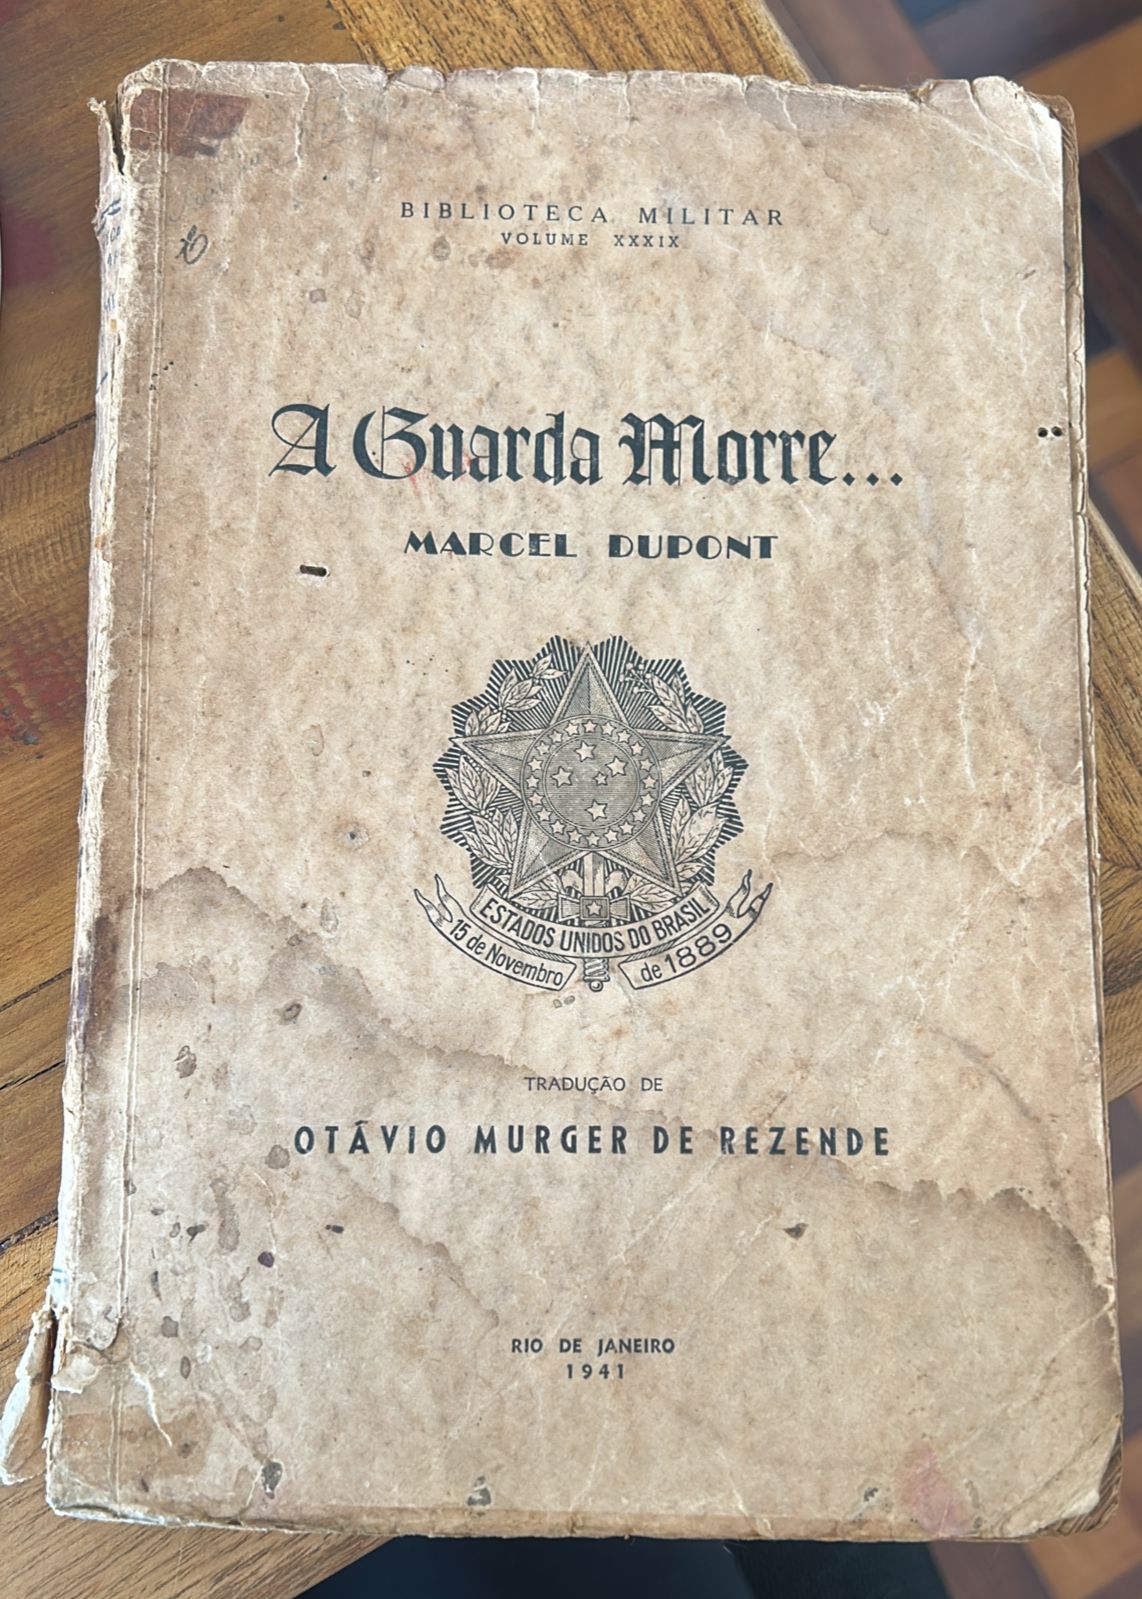 BIBLIOTECA MILITAR
VOLUME XXXIX
A Guarda Morre...
MARCEL DUPONT
ESTADOS UNIDOS DO BRASIL
15 de Novembro de 1889
TRADUÇÃO DE
OTÁVIO MURGER DE REZENDE
RIO DE JANEIRO
1941